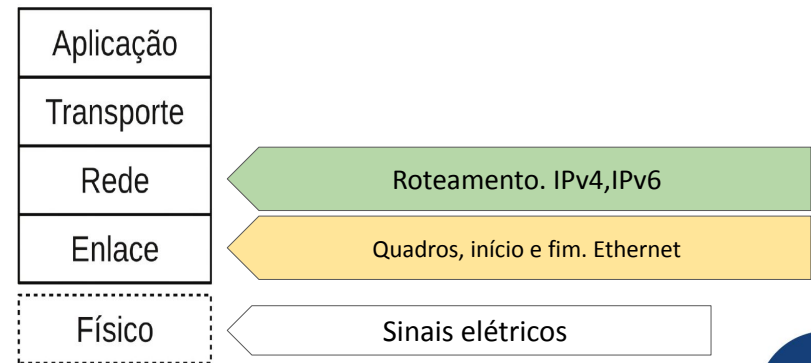 Aplicação
Transporte
Rede
Roteamento. IPv4,IPv6
Enlace
Quadros, início e fim. Ethernet
Físico
Sinais elétricos